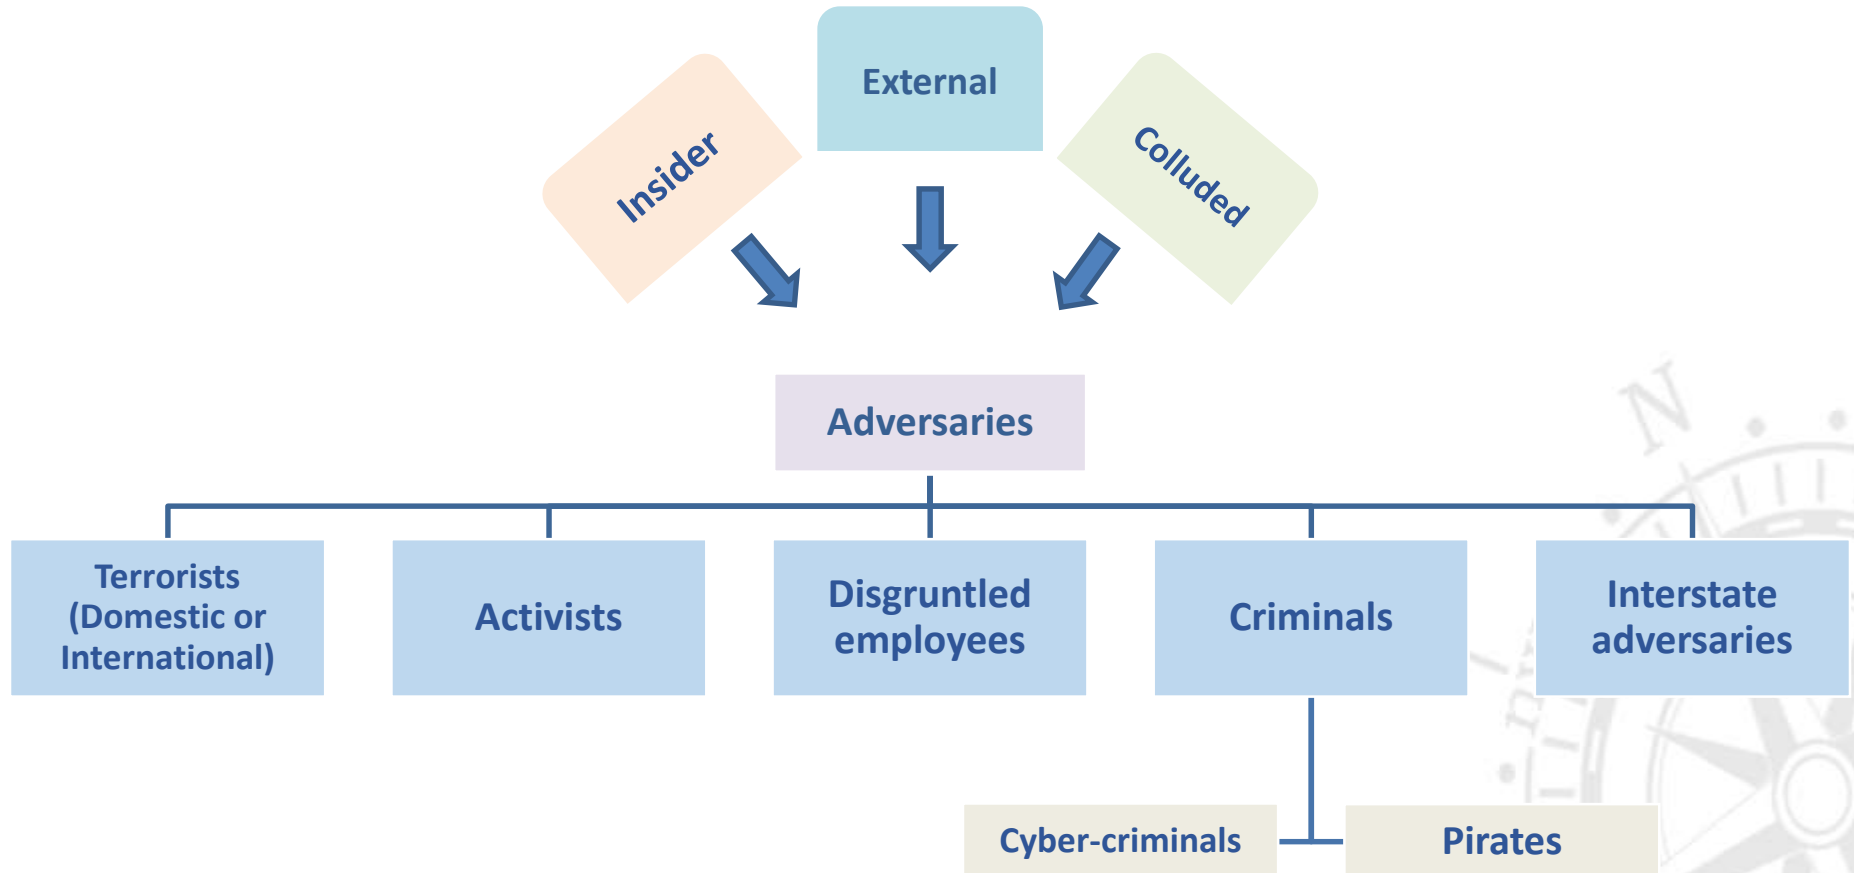 External
Insider
Colluded
Adversaries
Terrorists
(Domestic or
International)
Activists
Disgruntled
employees
Criminals
Interstate
adversaries
Cyber-criminals
Pirates
N